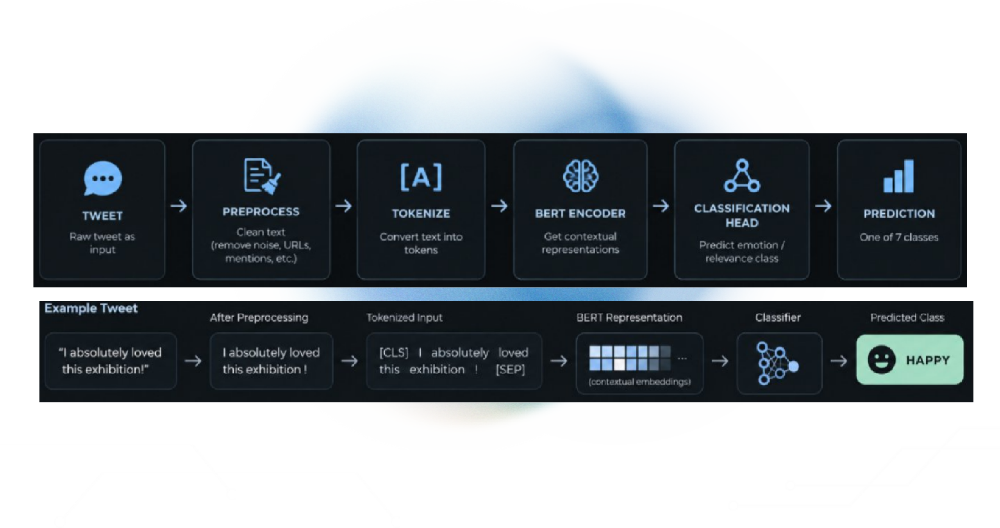 TWEET
Raw tweet as
input
PREPROCESS
Clean text
(remove noise, URLs,
mentions, etc.)
[A]
TOKENIZE
Convert text into
tokens
BERT ENCODER
Get contextual
representations
CLASSIFICATION
HEAD
Predict emotion /
relevance class
PREDICTION
One of 7 classes
Example Tweet
“I absolutely loved
this exhibition!”
After Preprocessing
I absolutely loved
this exhibition !
Tokenized Input
[CLS] I absolutely loved
this exhibition ! [SEP]
BERT Representation
...
(contextual embeddings)
Classifier
Predicted Class
HAPPY